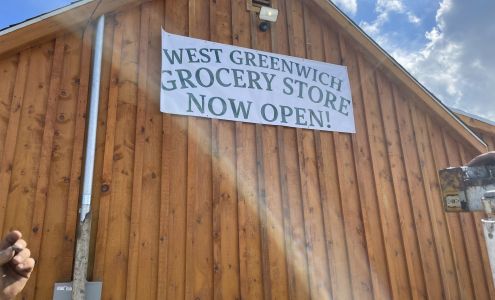 WEST GREENWICH
GROCERY STORE
NOW OPEN!